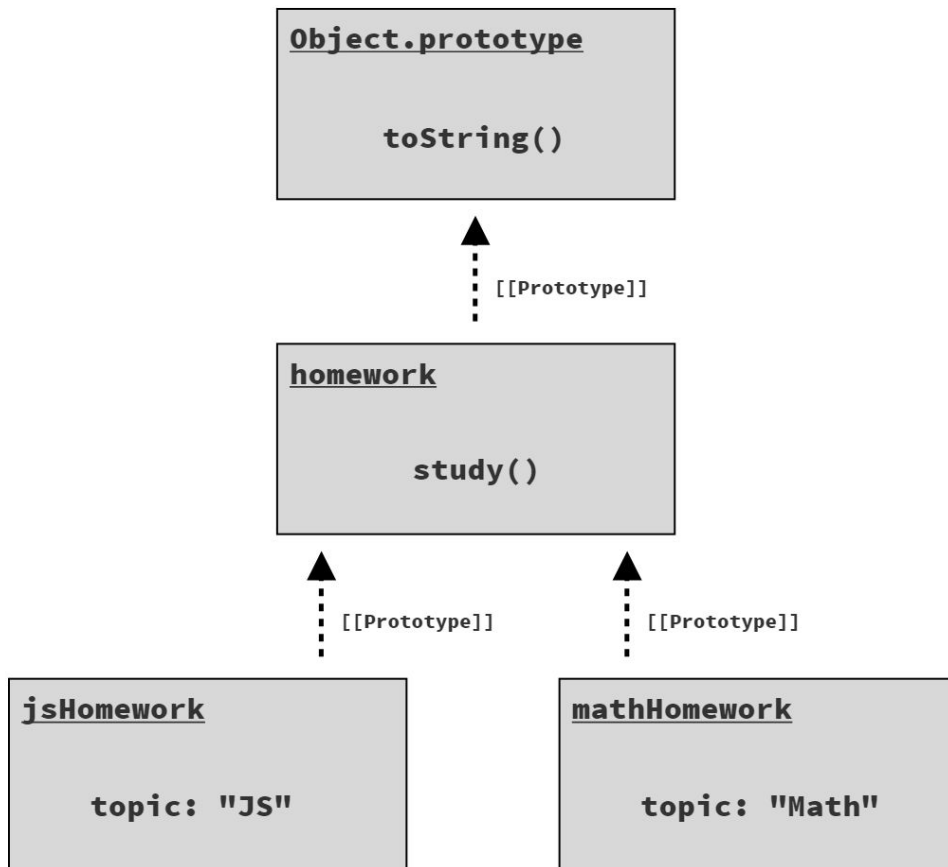 Object.prototype
toString()
[[Prototype]]
homework
study()
[[Prototype]]
[[Prototype]]
jsHomework
topic: "JS"
mathHomework
topic: "Math"